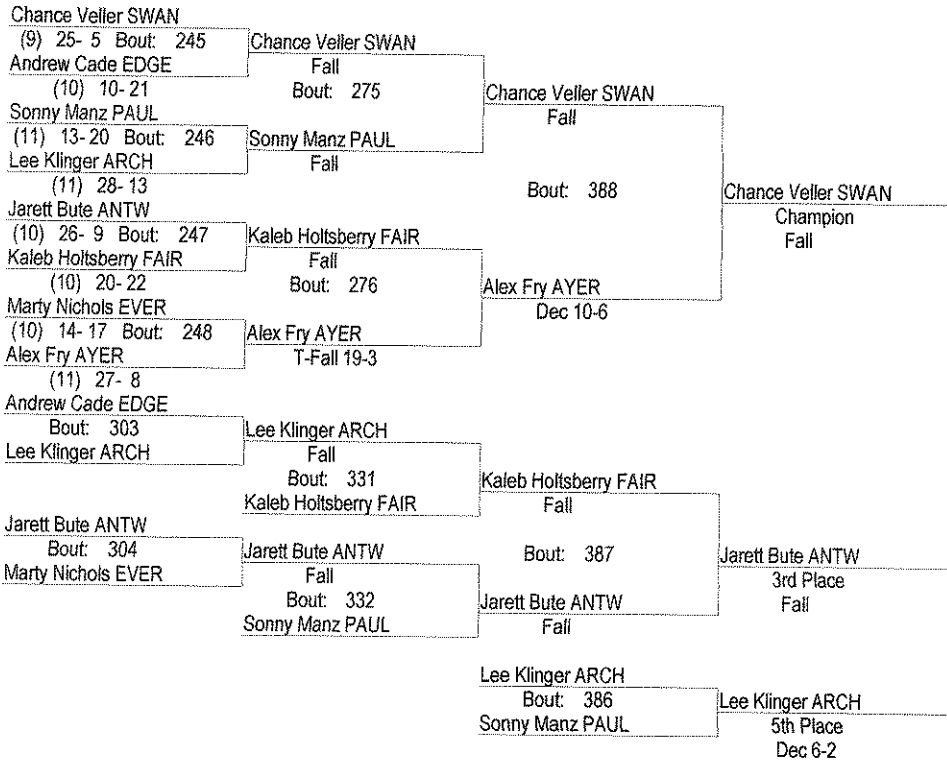 Chance Veller SWAN
(9) 25- 5 Bout: 245
Andrew Cade EDGE
(10) 10-21
Sonny Manz PAUL
(11) 13-20 Bout: 246
Lee Klinger ARCH
(11) 28-13
Jarett Bute ANTW
(10) 26- 9 Bout: 247
Kaleb Holtsberry FAIR
(10) 20-22
Marty Nichols EVER
(10) 14-17 Bout: 248
Alex Fry AYER
(11) 27- 8
Chance Veller SWAN
Fall
Bout: 275
Sonny Manz PAUL
Fall
Kaleb Holtsberry FAIR
Fall
Bout: 276
Alex Fry AYER
T-Fall 19-3
Chance Veller SWAN
Fall
Bout: 388
Alex Fry AYER
Dec 10-6
Chance Veller SWAN
Champion
Fall
Andrew Cade EDGE
Bout: 303
Lee Klinger ARCH
Jarett Bute ANTW
Bout: 304
Marty Nichols EVER
Lee Klinger ARCH
Fall
Bout: 331
Kaleb Holtsberry FAIR
Jarett Bute ANTW
Fall
Bout: 332
Sonny Manz PAUL
Kaleb Holtsberry FAIR
Fall
Bout: 387
Jarett Bute ANTW
Fall
Jarett Bute ANTW
3rd Place
Fall
Lee Klinger ARCH
Bout: 386
Sonny Manz PAUL
Lee Klinger ARCH
5th Place
Dec 6-2